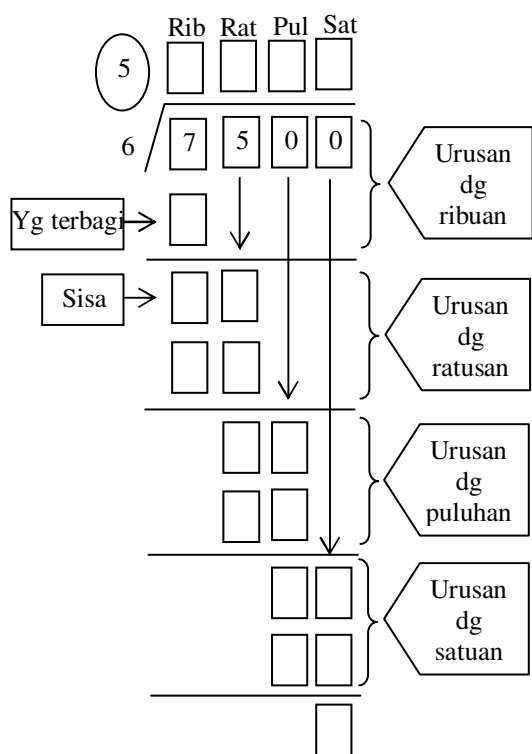 Rib Rat Pul Sat
5
6 7 5 0 0
Urusan
dg
ribuan
Yg terbagi
Sisa
Urusan
dg
ratusan
Urusan
dg
puluhan
Urusan
dg
satuan